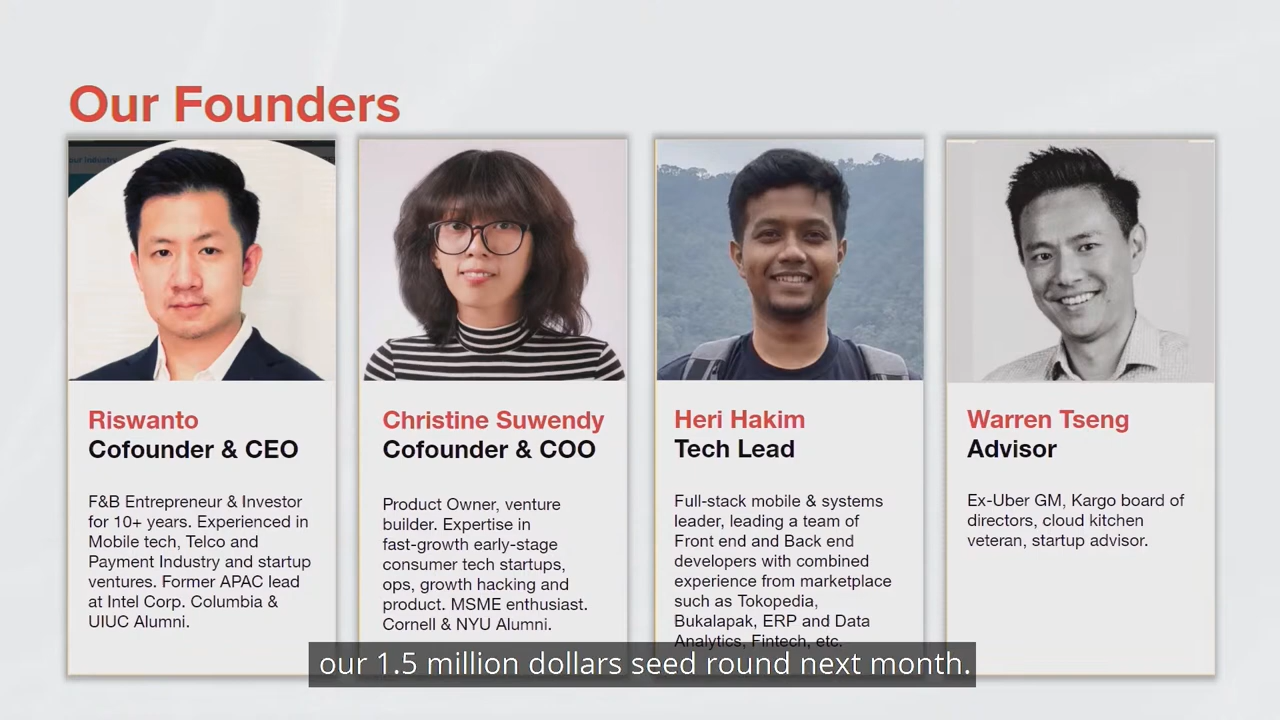 Our Founders
Riswanto
Cofounder & CEO
F&B Entrepreneur & Investor
for 10+ years. Experienced in
Mobile tech, Telco and
Payment Industry and startup
ventures. Former APAC lead
at Intel Corp. Columbia &
UIUC Alumni.
Christine Suwendy
Cofounder & COO
Product Owner, venture
builder. Expertise in
fast-growth early-stage
consumer tech startups,
ops, growth hacking and
product. MSME enthusiast.
Cornell & NYU Alumni.
Heri Hakim
Tech Lead
Full-stack mobile & systems
leader, leading a team of
Front end and Back end
developers with combined
experience from marketplace
such as Tokopedia,
Bukalapak, ERP and Data
Analytics, Fintech, etc.
Warren Tseng
Advisor
Ex-Uber GM, Kargo board of
directors, cloud kitchen
veteran, startup advisor.
our 1.5 million dollars seed round next month.